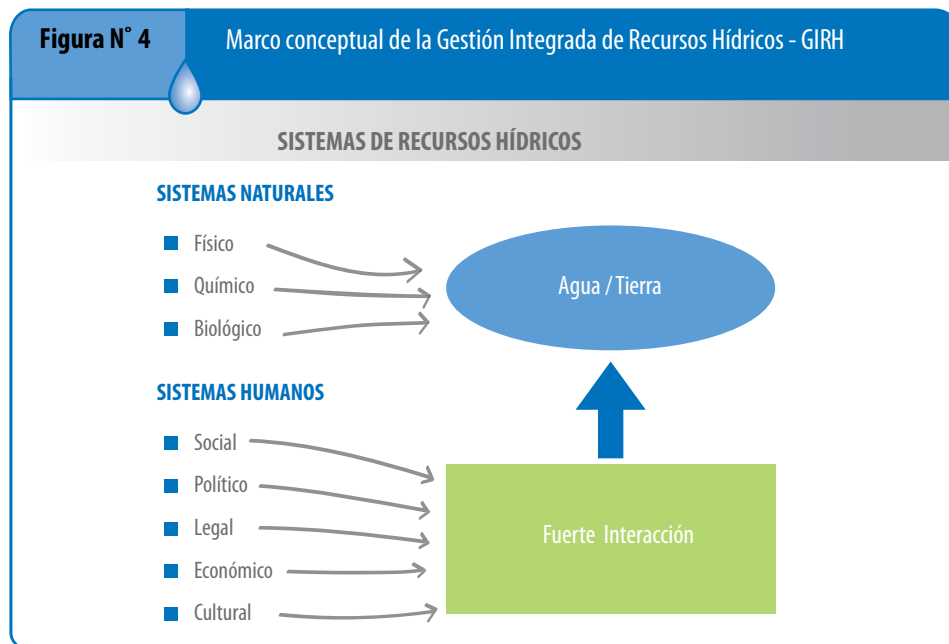 Figura N° 4
Marco conceptual de la Gestión Integrada de Recursos Hídricos - GIRH
SISTEMAS DE RECURSOS HÍDRICOS
SISTEMAS NATURALES
Físico
Químico
Biológico
Agua / Tierra
SISTEMAS HUMANOS
Social
Político
Legal
Económico
Cultural
Fuerte Interacción